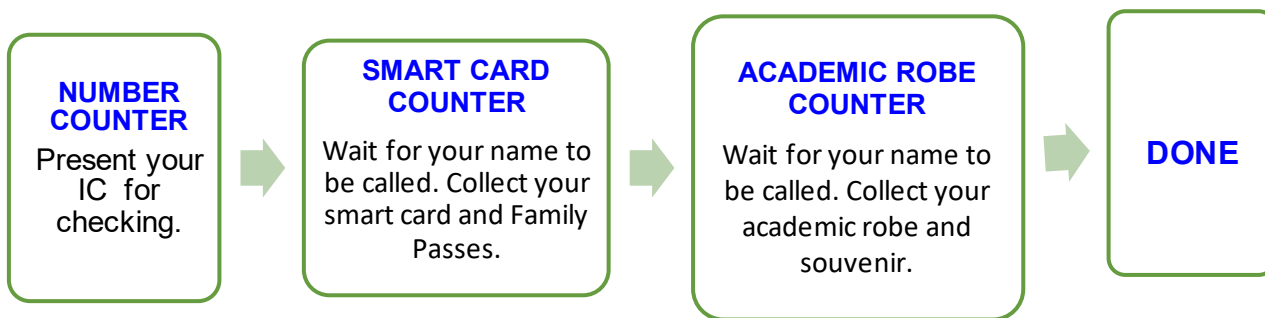 NUMBER
COUNTER
Present your
IC for
checking.
SMART CARD
COUNTER
Wait for your name to
be called. Collect your
smart card and Family
Passes.
ACADEMIC ROBE
COUNTER
Wait for your name to
be called. Collect your
academic robe and
souvenir.
DONE